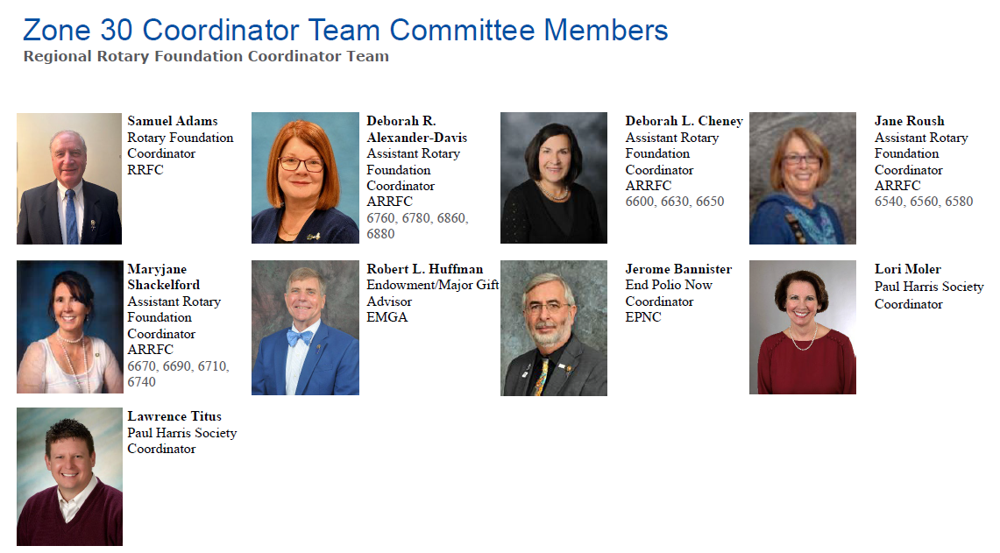 Zone 30 Coordinator Team Committee Members
Regional Rotary Foundation Coordinator Team
Samuel Adams
Rotary Foundation
Coordinator
RRFC
Deborah R.
Alexander-Davis
Assistant Rotary
Foundation
Coordinator
ARRFC
6760, 6780, 6860,
6880
Deborah L. Cheney
Assistant Rotary
Foundation
Coordinator
ARRFC
6600, 6630, 6650
Jane Roush
Assistant Rotary
Foundation
Coordinator
ARRFC
6540, 6560, 6580
Maryjane
Shackelford
Assistant Rotary
Foundation
Coordinator
ARRFC
6670, 6690, 6710,
6740
Robert L. Huffman
Endowment/Major Gift
Advisor
EMGA
Jerome Bannister
End Polio Now
Coordinator
EPNC
Lori Moler
Paul Harris Society
Coordinator
Lawrence Titus
Paul Harris Society
Coordinator